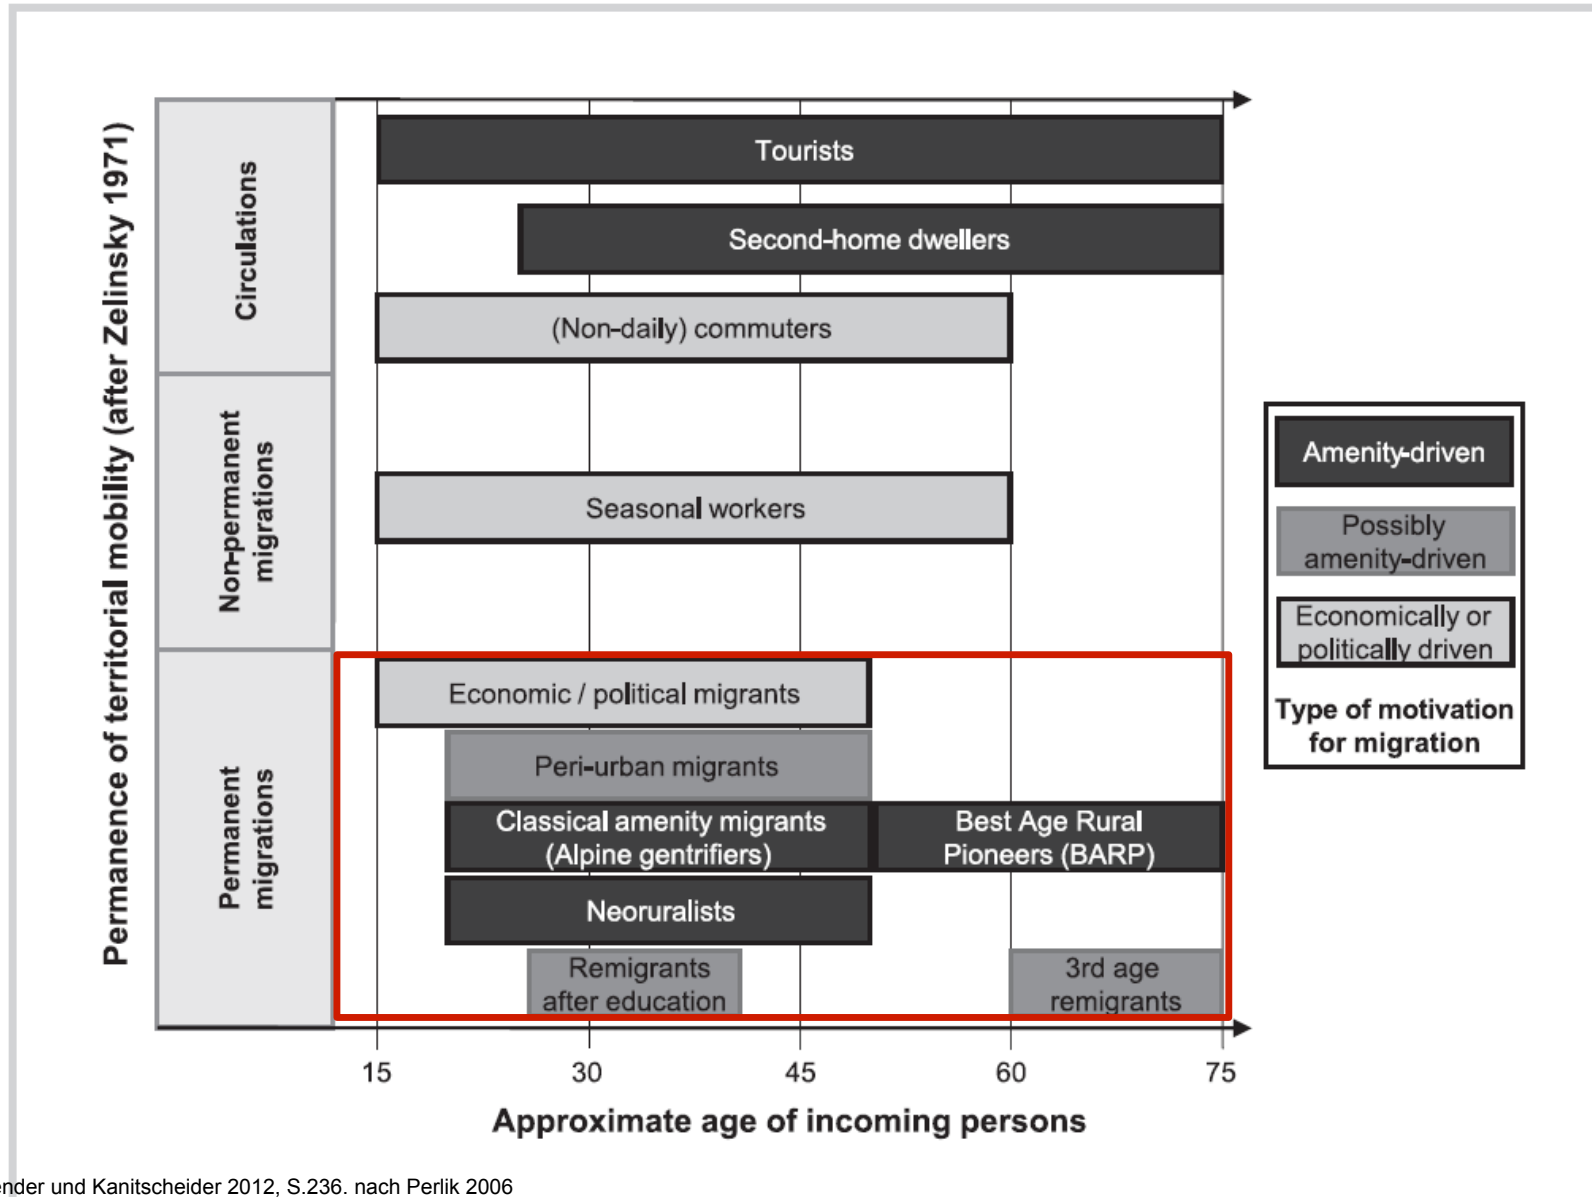 Permanence of territorial mobility (after Zelinsky 1971)
Circulations
Tourists
Second-home dwellers
(Non-daily) commuters
Non-permanent
migrations
Seasonal workers
Permanent
migrations
Economic / political migrants
Peri-urban migrants
Classical amenity migrants
(Alpine gentrifiers)
Best Age Rural
Pioneers (BARP)
Neoruralists
Remigrants
after education
3rd age
remigrants
15 30 45 60 75
Approximate age of incoming persons
Amenity-driven
Possibly
amenity-driven
Economically or
politically driven
Type of motivation
for migration
ender und Kanitscheider 2012, S.236. nach Perlik 2006